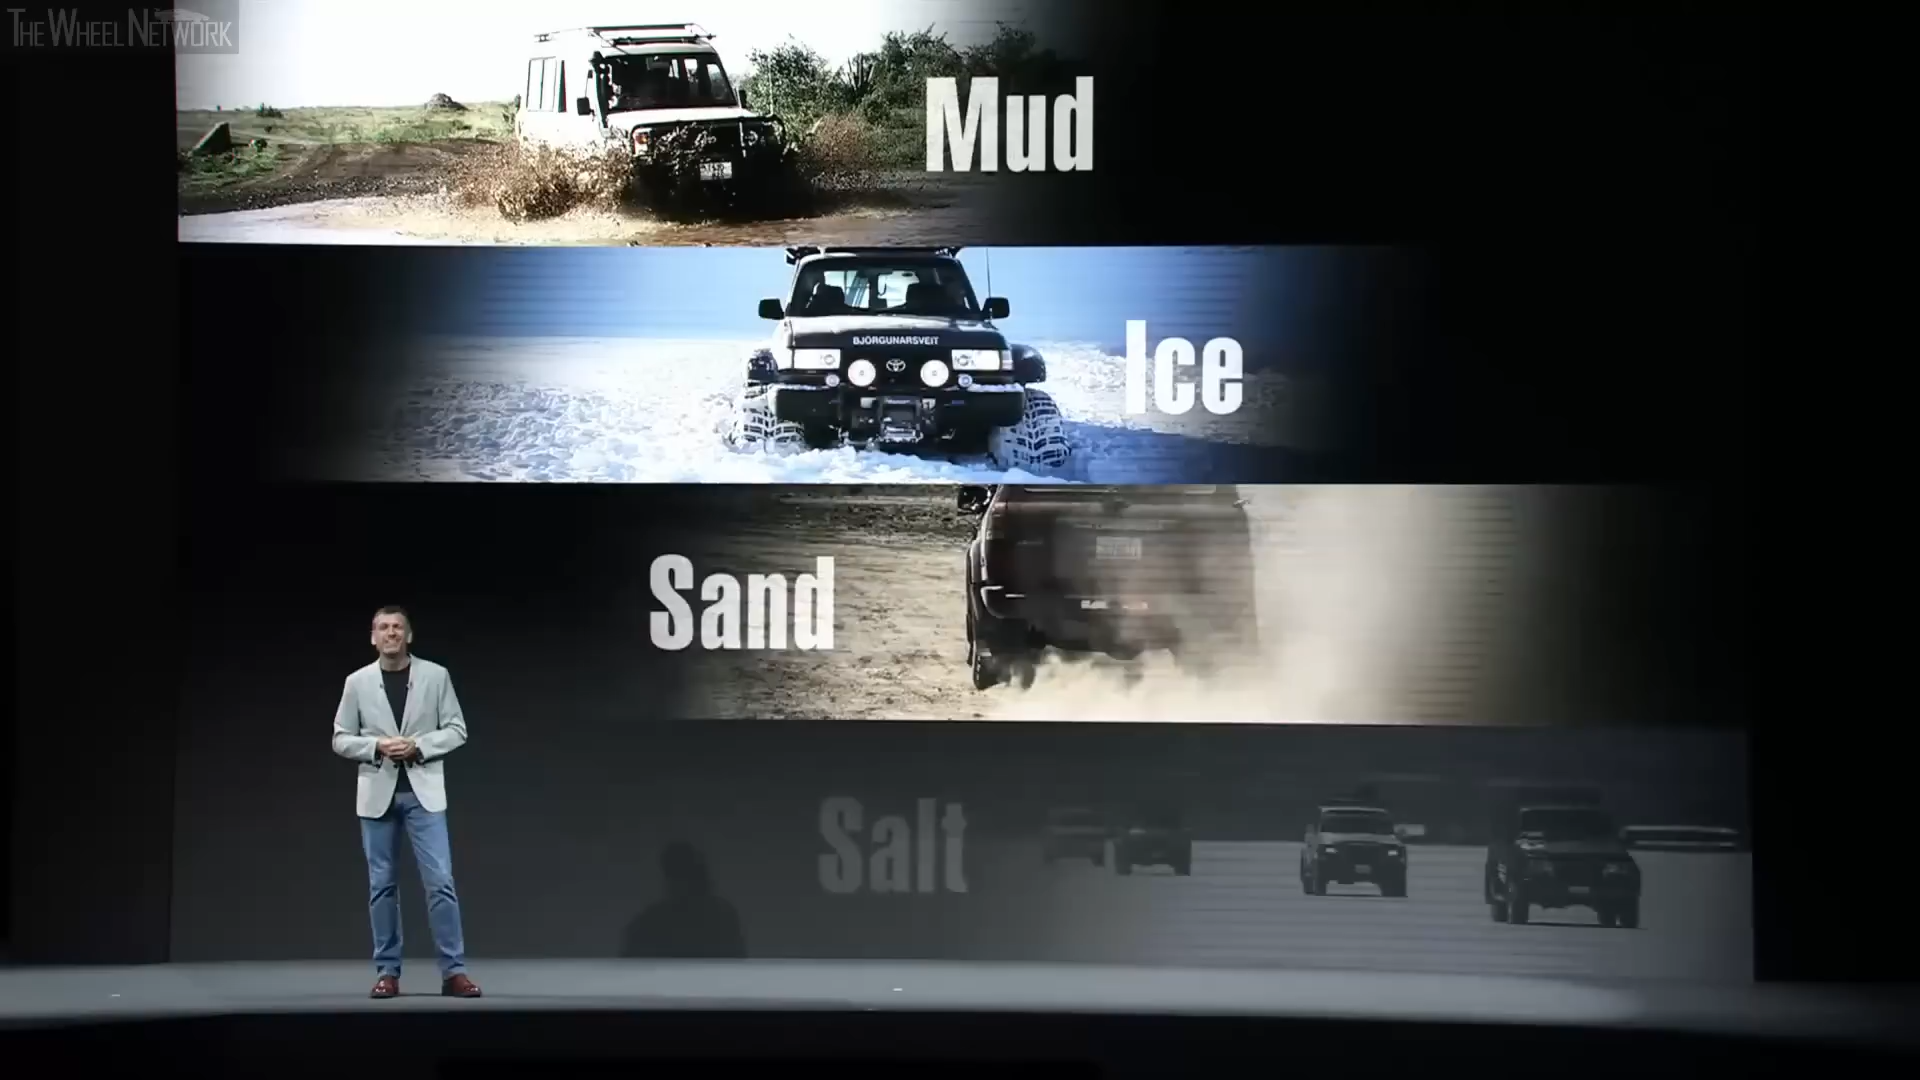 THE WHEEL NETWORK
Mud
BJÖRGUNARSVEIT
Ice
Sand
Salt